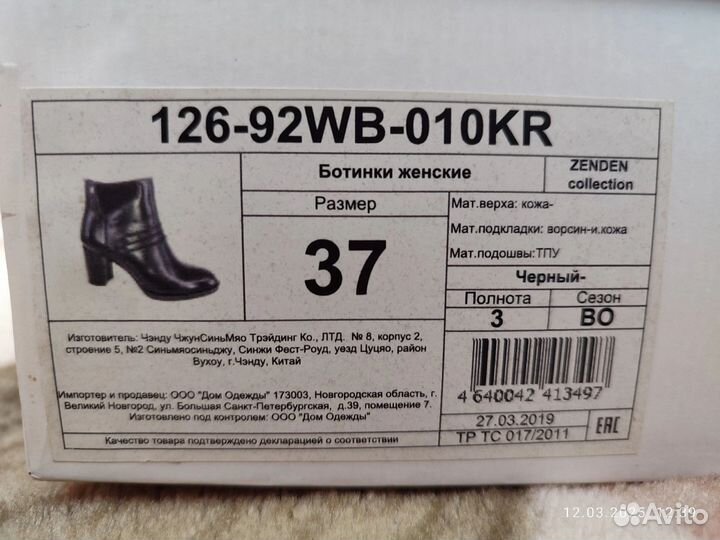 126-92WB-010KR
Ботинки женские
ZENDEN
collection
Размер
37
Мат.верха: кожа-
Мат.подкладки: ворсин-и.кожа
Мат.подошвы:ТПУ
Черный-
Полнота
Сезон
3
ВО
Изготовитель: Чэнду ЧжунСиньМяо Трэйдинг Ко., ЛТД. № 8, корпус 2,
строение 5, №2 Синьмяосиньджу, Синжи Фест-Роуд, уезд Цуцяо, район
Вухоу, г.Чэнду, Китай
4 640042 413497
Импортер и продавец: ООО "Дом Одежды" 173003, Новгородская область, г.
Великий Новгород, ул. Большая Санкт-Петербургская, д.39, помещение 7.
Изготовлено под контролем: ООО "Дом Одежды"
27.03.2019
Качество товара подтверждено декларацией о соответствии
ТР ТС 017/2011
EAC
12.03.2025 12:39
Avito